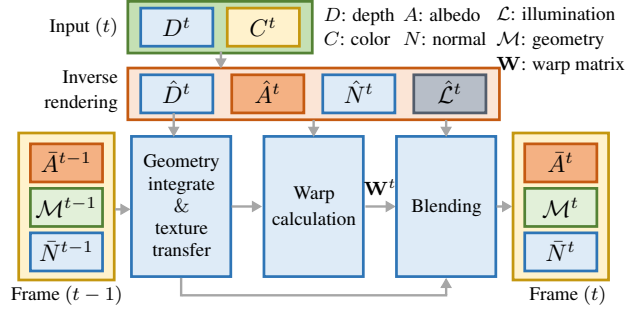 Input (t)
D^t C^t
D: depth A: albedo ℒ: illumination
C: color N: normal ℳ: geometry
W: warp matrix
Inverse
rendering
D̂^t Â^t N̂^t ℒ̂^t
Ā^{t−1}
ℳ^{t−1}
N̄^{t−1}
Frame (t − 1)
Geometry
integrate
&
texture
transfer
Warp
calculation
W^t
Blending
Ā^t
ℳ^t
N̄^t
Frame (t)